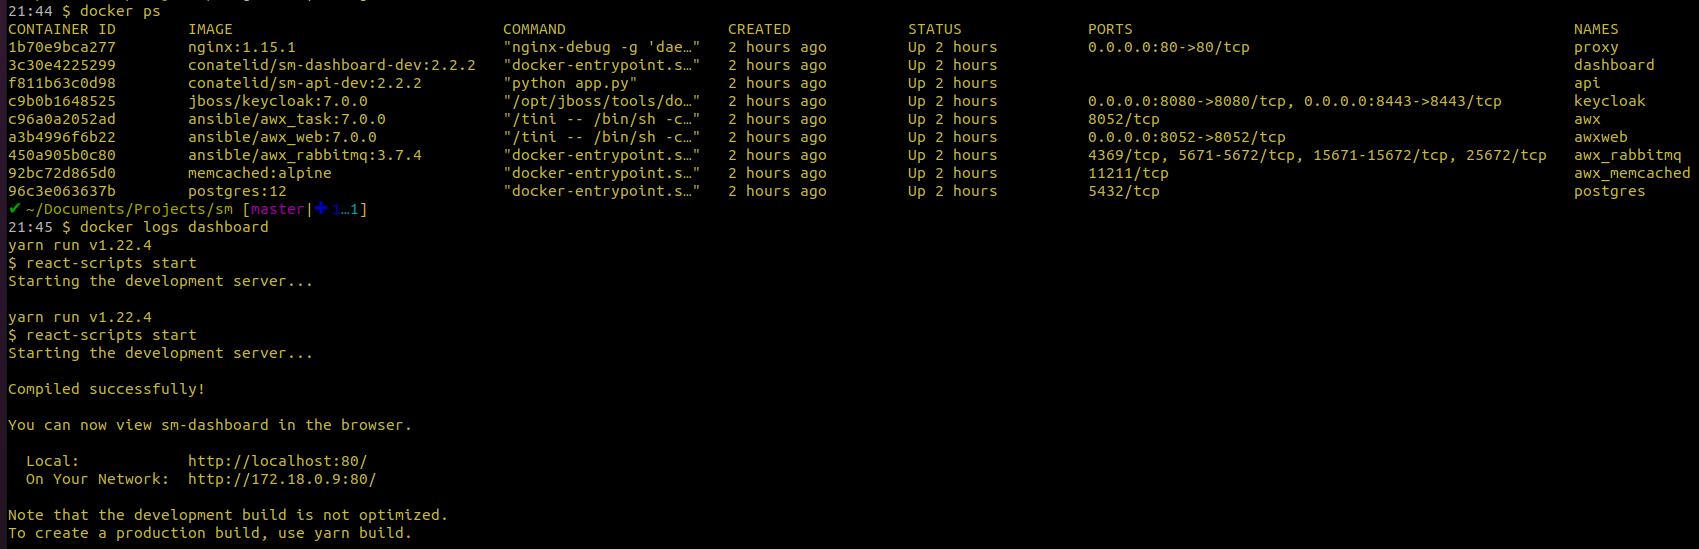 21:44 $ docker ps
CONTAINER ID        IMAGE                           COMMAND                  CREATED             STATUS              PORTS                                                 NAMES
1b70e9bca277        nginx:1.15.1                    "nginx-debug -g 'dae…"   2 hours ago         Up 2 hours          0.0.0.0:80->80/tcp                                    proxy
3c30e4225299        conatelid/sm-dashboard-dev:2.2.2   "docker-entrypoint.s…"   2 hours ago         Up 2 hours                                                                dashboard
f811b63c0d98        conatelid/sm-api-dev:2.2.2      "python app.py"          2 hours ago         Up 2 hours                                                                api
c9b0b1648525        jboss/keycloak:7.0.0            "/opt/jboss/tools/do…"   2 hours ago         Up 2 hours          0.0.0.0:8080->8080/tcp, 0.0.0.0:8443->8443/tcp        keycloak
c96a0a2052ad        ansible/awx_task:7.0.0          "/tini -- /bin/sh -c…"   2 hours ago         Up 2 hours          8052/tcp                                              awx
a3b4996f6b22        ansible/awx_web:7.0.0           "/tini -- /bin/sh -c…"   2 hours ago         Up 2 hours          0.0.0.0:8052->8052/tcp                                awxweb
450a905b0c80        ansible/awx_rabbitmq:3.7.4      "docker-entrypoint.s…"   2 hours ago         Up 2 hours          4369/tcp, 5671-5672/tcp, 15671-15672/tcp, 25672/tcp   awx_rabbitmq
92bc72d865d0        memcached:alpine                "docker-entrypoint.s…"   2 hours ago         Up 2 hours          11211/tcp                                             awx_memcached
96c3e063637b        postgres:12                     "docker-entrypoint.s…"   2 hours ago         Up 2 hours          5432/tcp                                              postgres
✔ ~/Documents/Projects/sm [master|✚ 1…1]
21:45 $ docker logs dashboard
yarn run v1.22.4
$ react-scripts start
Starting the development server...
yarn run v1.22.4
$ react-scripts start
Starting the development server...
Compiled successfully!
You can now view sm-dashboard in the browser.
Local:            http://localhost:80/
On Your Network:  http://172.18.0.9:80/
Note that the development build is not optimized.
To create a production build, use yarn build.